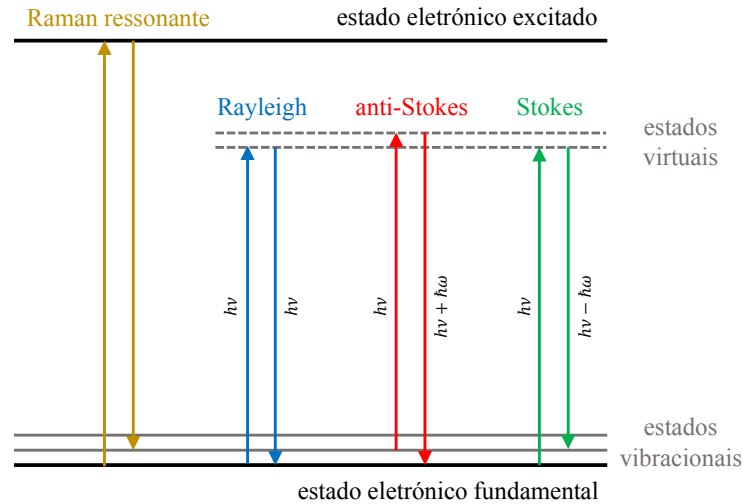 Raman ressonante
estado eletrónico excitado
Rayleigh
anti-Stokes
Stokes
estados
virtuais
hν
hν
hν
hν + ℏω
hν
hν − ℏω
estados
vibracionais
estado eletrónico fundamental